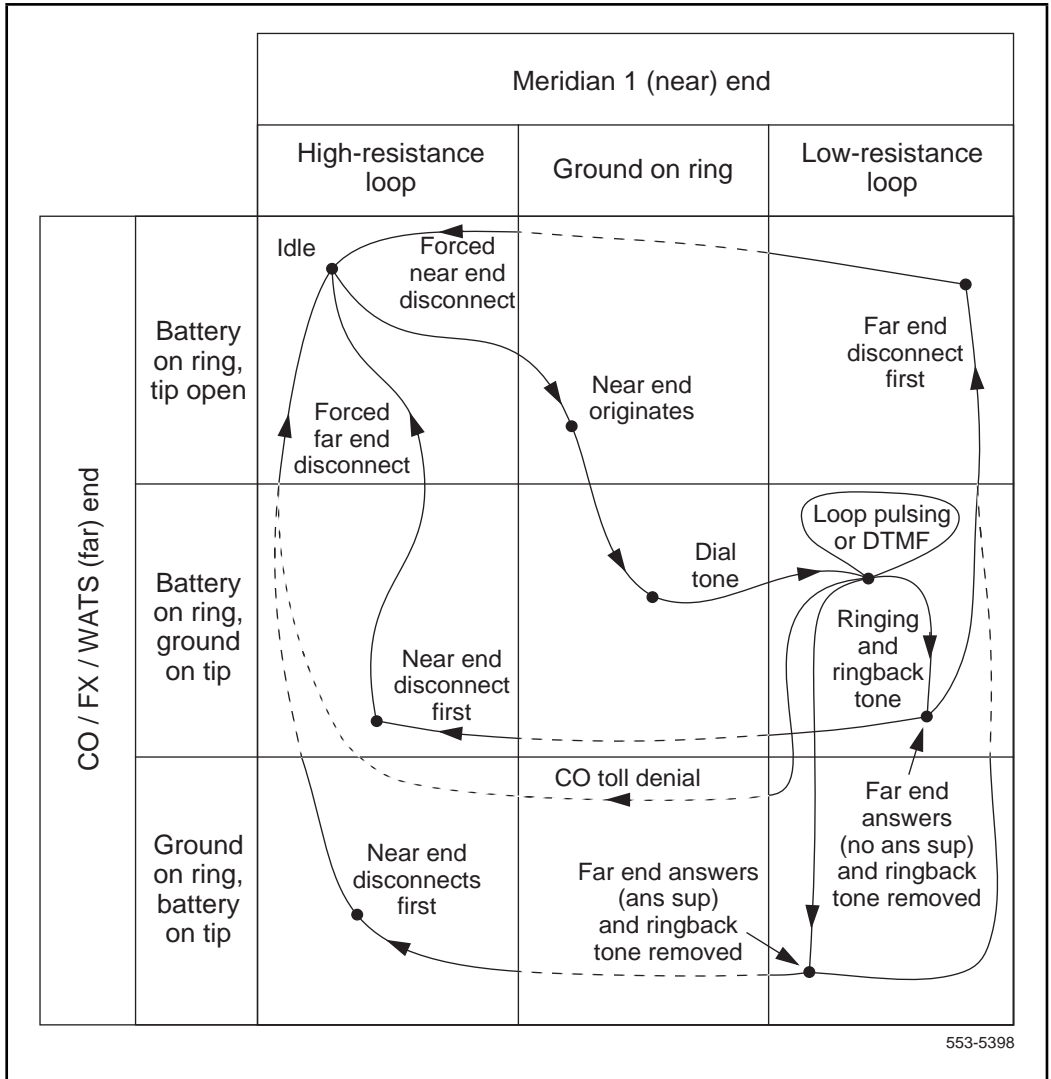 Meridian 1 (near) end
High-resistance
loop
Ground on ring
Low-resistance
loop
CO / FX / WATS (far) end
Battery
on ring,
tip open
Idle
Forced
near end
disconnect
Forced
far end
disconnect
Near end
originates
Far end
disconnect
first
Battery
on ring,
ground
on tip
Near end
disconnect
first
Dial
tone
Loop pulsing
or DTMF
Ringing
and
ringback
tone
Ground
on ring,
battery
on tip
CO toll denial
Near end
disconnects
first
Far end answers
(ans sup)
and ringback
tone removed
Far end
answers
(no ans sup)
and ringback
tone removed
553-5398